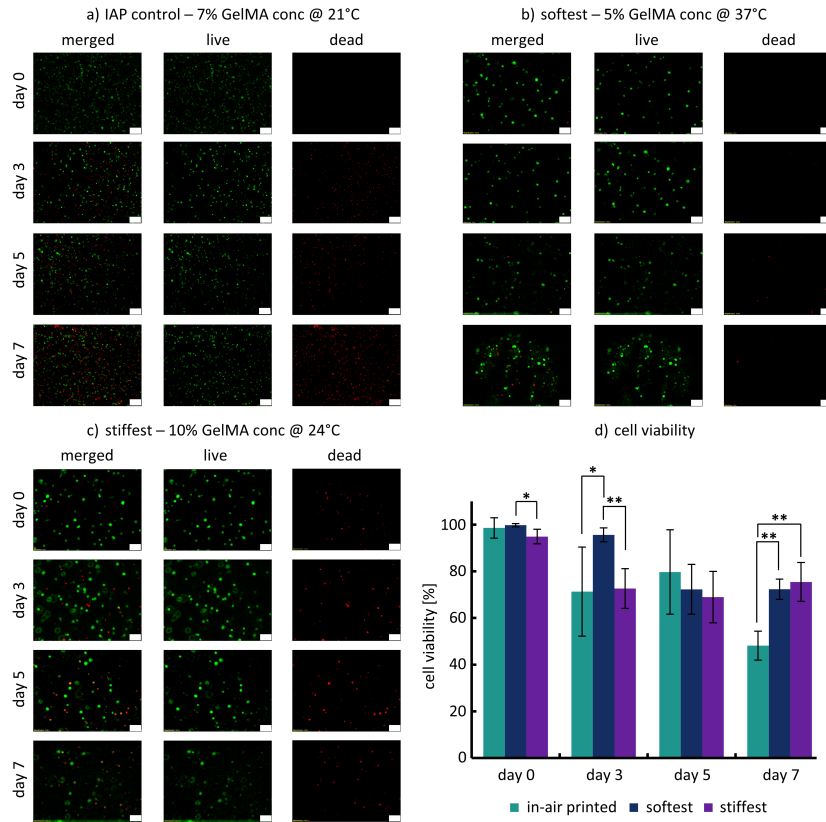 a) IAP control – 7% GelMA conc @ 21°C
merged live dead
day 0
day 3
day 5
day 7
b) softest – 5% GelMA conc @ 37°C
merged live dead
c) stiffest – 10% GelMA conc @ 24°C
merged live dead
day 0
day 3
day 5
day 7
d) cell viability
cell viability [%]
100
80
60
40
20
0
* * ** ** **
day 0 day 3 day 5 day 7
in-air printed softest stiffest